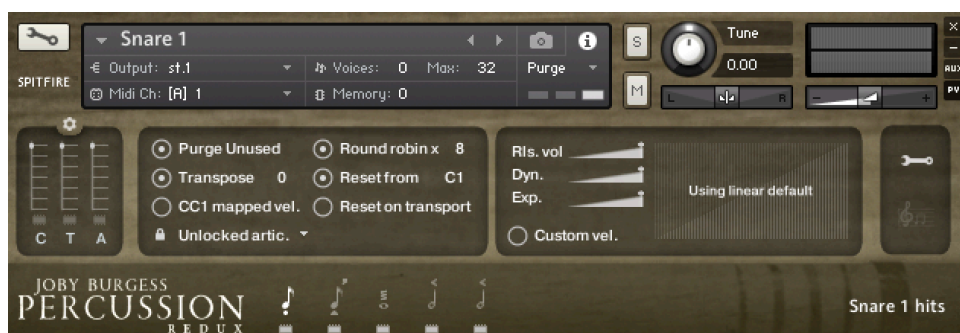 Snare 1
S
Tune
0.00
x
-
AUX
PV
SPITFIRE
Output: st.1
Voices: 0 Max: 32
Purge
Midi Ch: [A] 1
Memory: 0
M
L R
- +
Purge Unused
Round robin x 8
Transpose 0
Reset from C1
CC1 mapped vel.
Reset on transport
Unlocked artic.
C T A
Rls. vol
Dyn.
Exp.
Using linear default
Custom vel.
JOBY BURGESS
PERCUSSION
REDUX
Snare 1 hits